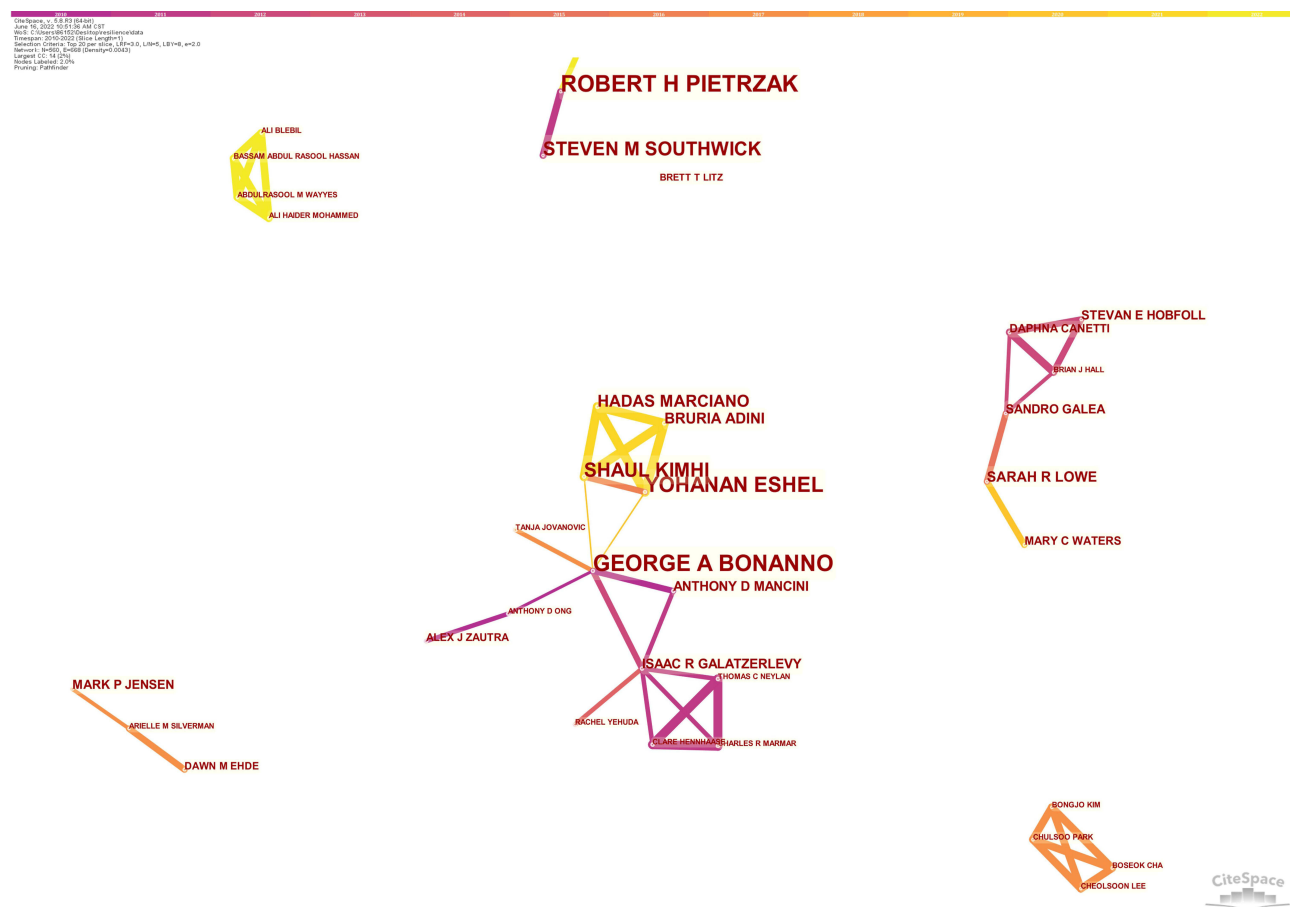 2010 2011 2012 2013 2014 2015 2016 2017 2018 2019 2020 2021 2022
CiteSpace, v. 5.8.R3 (64-bit)
June 16, 2022 10:51:36 AM CST
WoS: C:\Users\86152\Desktop\resilience\data
Timespan: 2010-2022 (Slice Length=1)
Selection Criteria: Top 20 per slice, LRF=3.0, L/N=5, LBY=8, e=2.0
Network: N=560, E=668 (Density=0.0043)
Largest CC: 14 (2%)
Nodes Labeled: 2.0%
Pruning: Pathfinder
ROBERT H PIETRZAK
ALI BLEBIL
STEVEN M SOUTHWICK
BASSAM ABDUL RASOOL HASSAN
BRETT T LITZ
ABDULRASOOL M WAYYES
ALI HAIDER MOHAMMED
STEVAN E HOBFOLL
DAPHNA CANETTI
BRIAN J HALL
HADAS MARCIANO
SANDRO GALEA
BRURIA ADINI
SHAUL KIMHI
SARAH R LOWE
YOHANAN ESHEL
TANJA JOVANOVIC
MARY C WATERS
GEORGE A BONANNO
ANTHONY D MANCINI
ANTHONY D ONG
ALEX J ZAUTRA
ISAAC R GALATZERLEVY
THOMAS C NEYLAN
MARK P JENSEN
RACHEL YEHUDA
ARIELLE M SILVERMAN
CLARE HENNHAASE
CHARLES R MARMAR
DAWN M EHDE
BONGJO KIM
CHULSOO PARK
BOSEOK CHA
CHEOLSOON LEE
CiteSpace